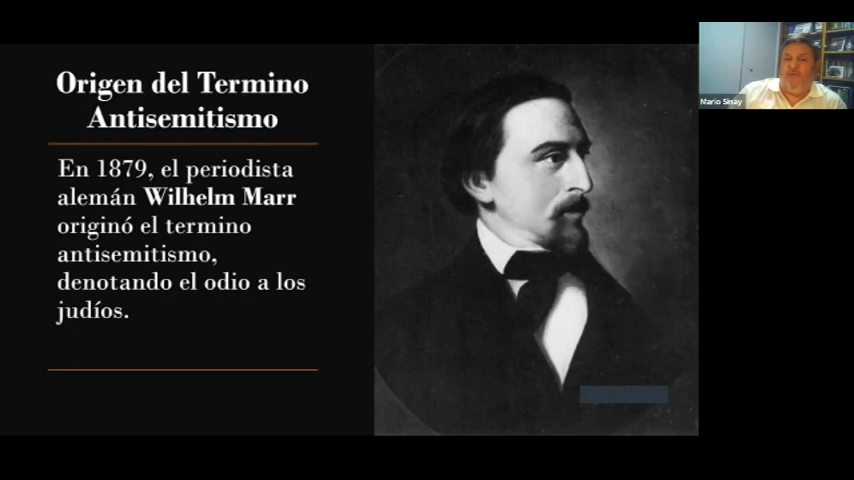 Origen del Termino
Antisemitismo
En 1879, el periodista
alemán Wilhelm Marr
originó el termino
antisemitismo,
denotando el odio a los
judíos.
Mario Sinay